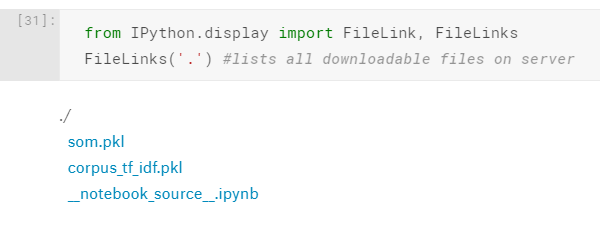 [31]:
from IPython.display import FileLink, FileLinks
FileLinks('.') #lists all downloadable files on server
./
som.pkl
corpus_tf_idf.pkl
__notebook_source__.ipynb